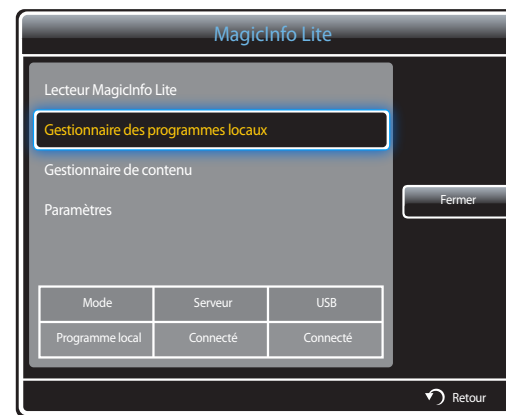 MagicInfo Lite
Lecteur MagicInfo Lite
Gestionnaire des programmes locaux
Gestionnaire de contenu
Paramètres
Fermer
Mode Serveur USB
Programme local Connecté Connecté
Retour